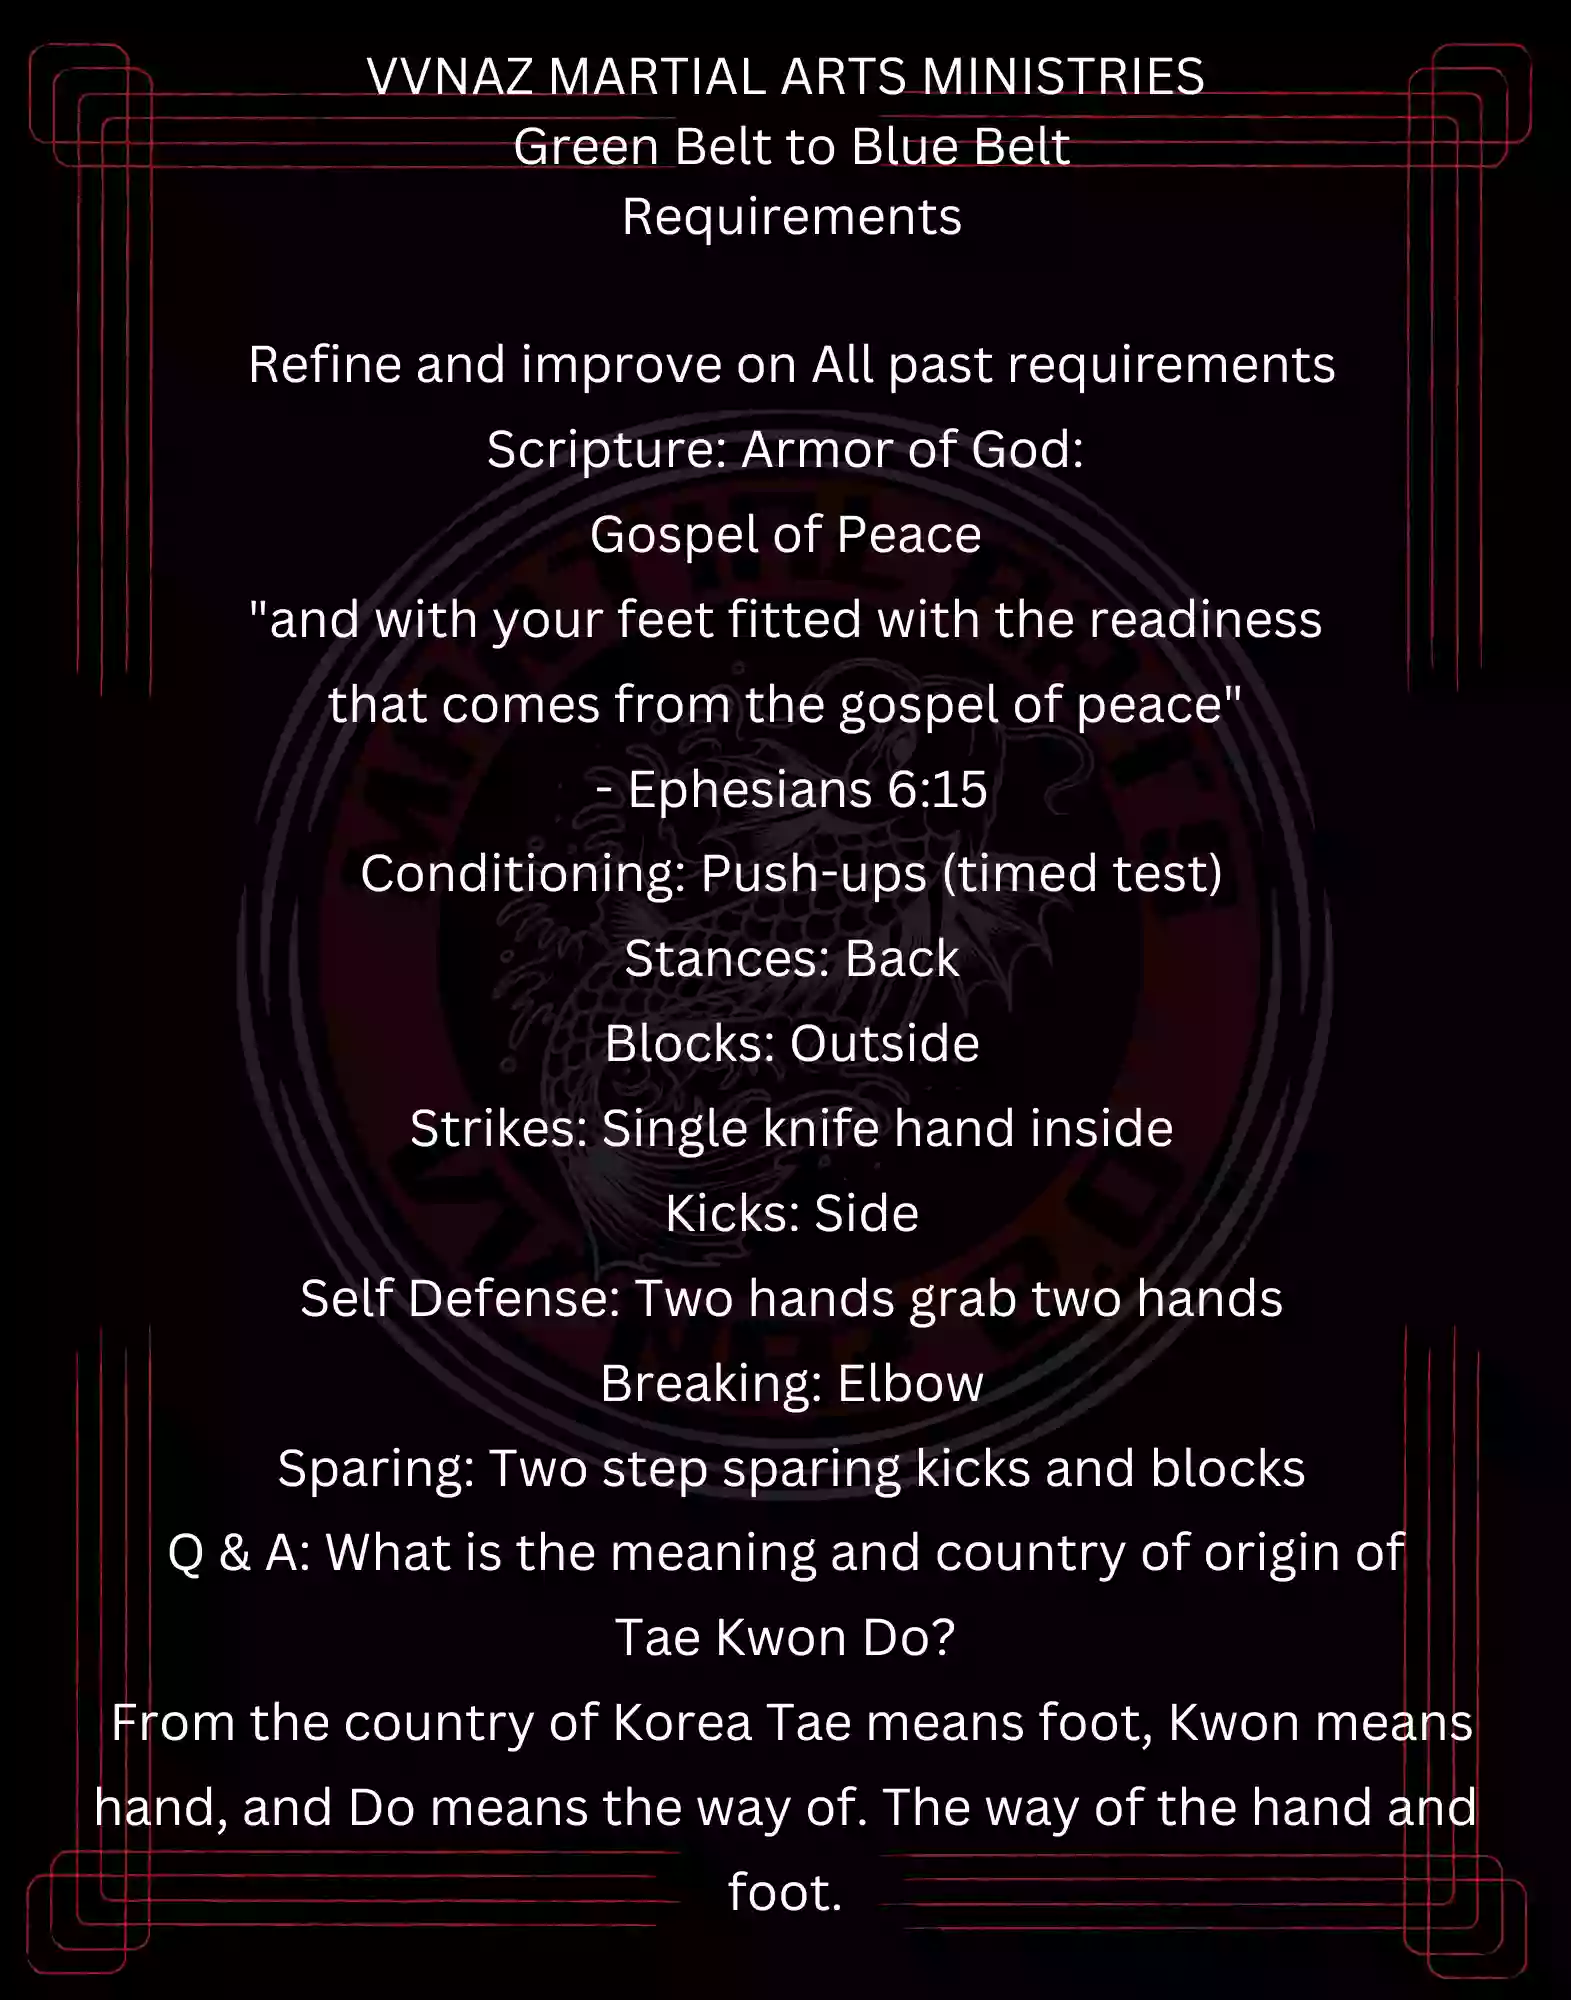 VVNAZ MARTIAL ARTS MINISTRIES
Green Belt to Blue Belt
Requirements
Refine and improve on All past requirements
Scripture: Armor of God:
Gospel of Peace
"and with your feet fitted with the readiness
that comes from the gospel of peace"
- Ephesians 6:15
Conditioning: Push-ups (timed test)
Stances: Back
Blocks: Outside
Strikes: Single knife hand inside
Kicks: Side
Self Defense: Two hands grab two hands
Breaking: Elbow
Sparing: Two step sparing kicks and blocks
Q & A: What is the meaning and country of origin of
Tae Kwon Do?
From the country of Korea Tae means foot, Kwon means
hand, and Do means the way of. The way of the hand and
foot.
MARTIAL ARTS